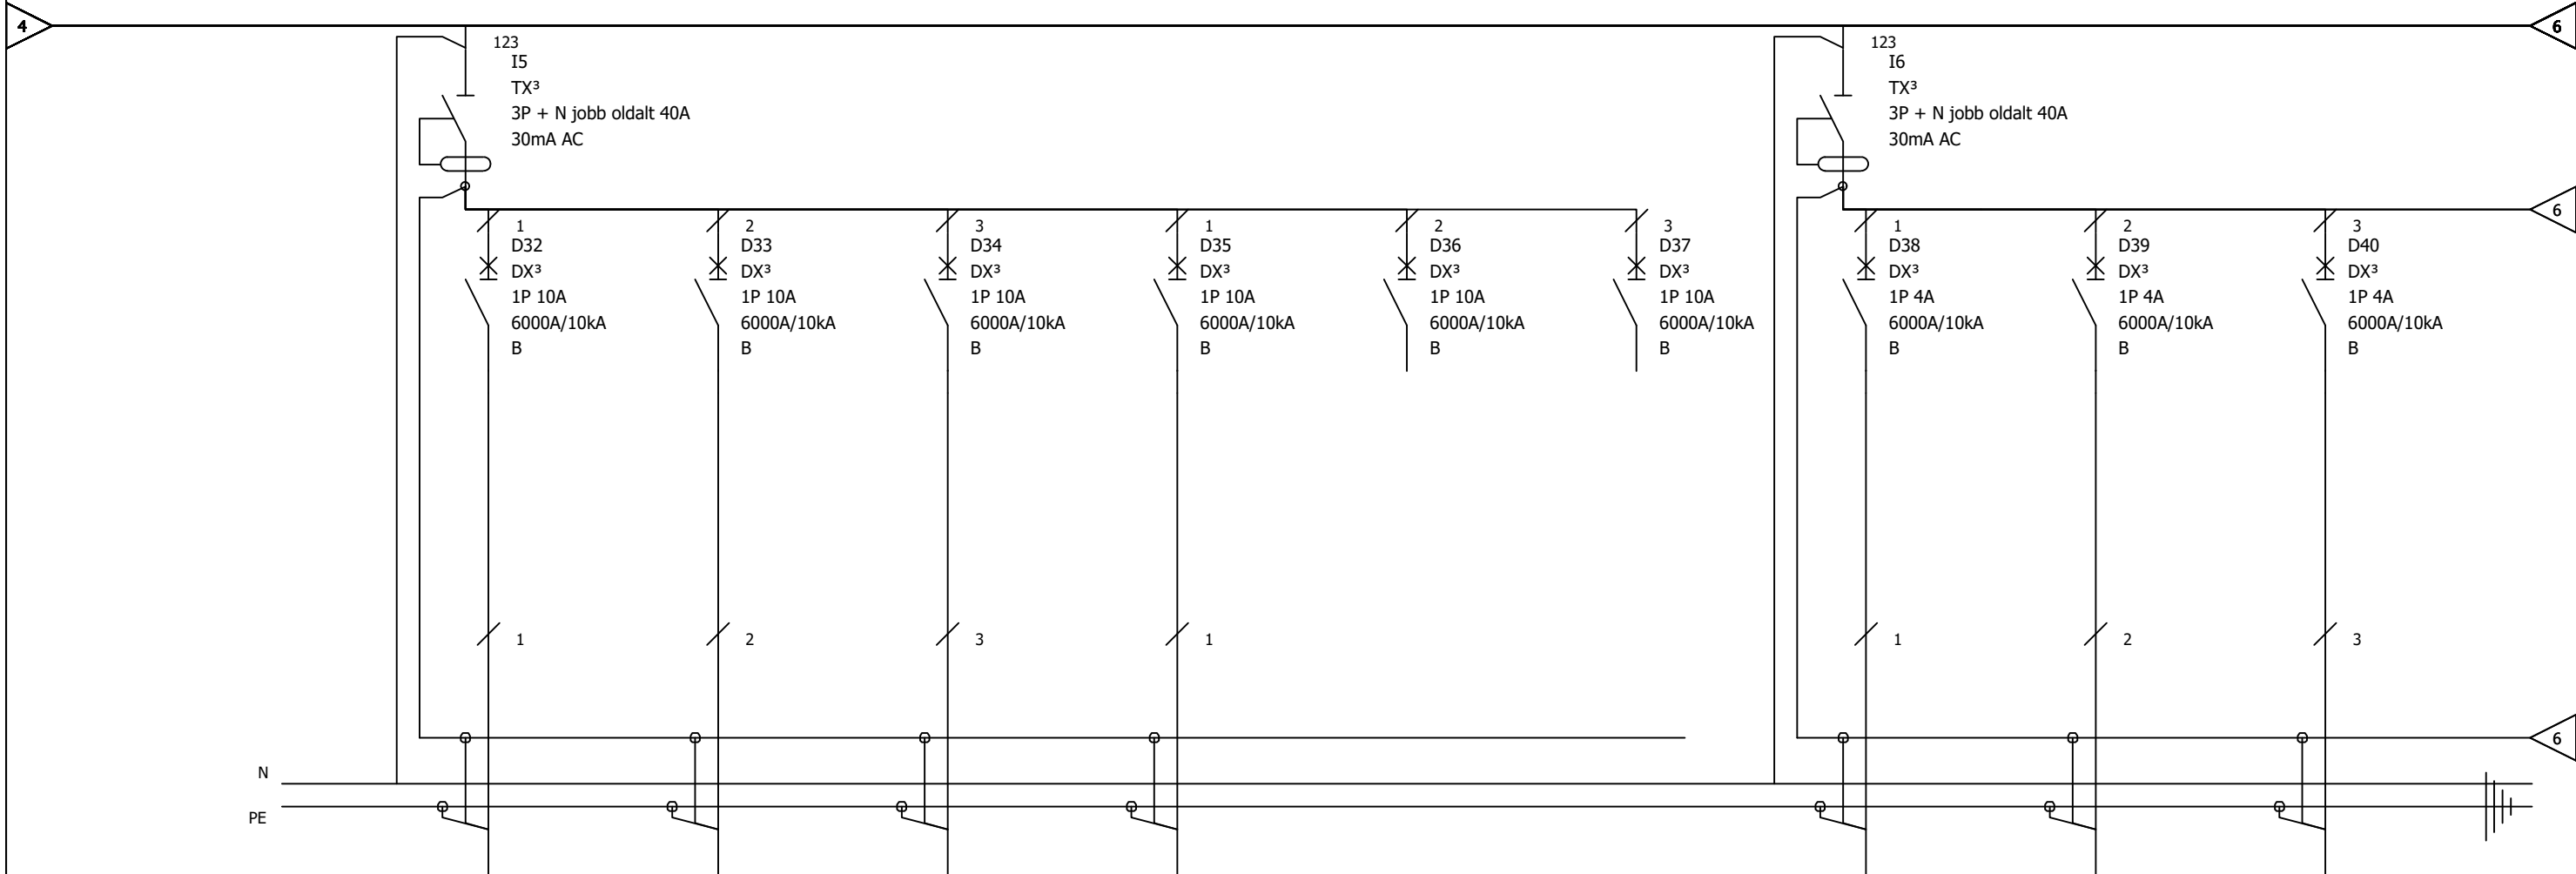 4
6
123
I5
TX³
3P + N jobb oldalt 40A
30mA AC
123
I6
TX³
3P + N jobb oldalt 40A
30mA AC
6
1
D32
DX³
1P 10A
6000A/10kA
B
2
D33
DX³
1P 10A
6000A/10kA
B
3
D34
DX³
1P 10A
6000A/10kA
B
1
D35
DX³
1P 10A
6000A/10kA
B
2
D36
DX³
1P 10A
6000A/10kA
B
3
D37
DX³
1P 10A
6000A/10kA
B
1
D38
DX³
1P 4A
6000A/10kA
B
2
D39
DX³
1P 4A
6000A/10kA
B
3
D40
DX³
1P 4A
6000A/10kA
B
1
2
3
1
1
2
3
6
N
PE